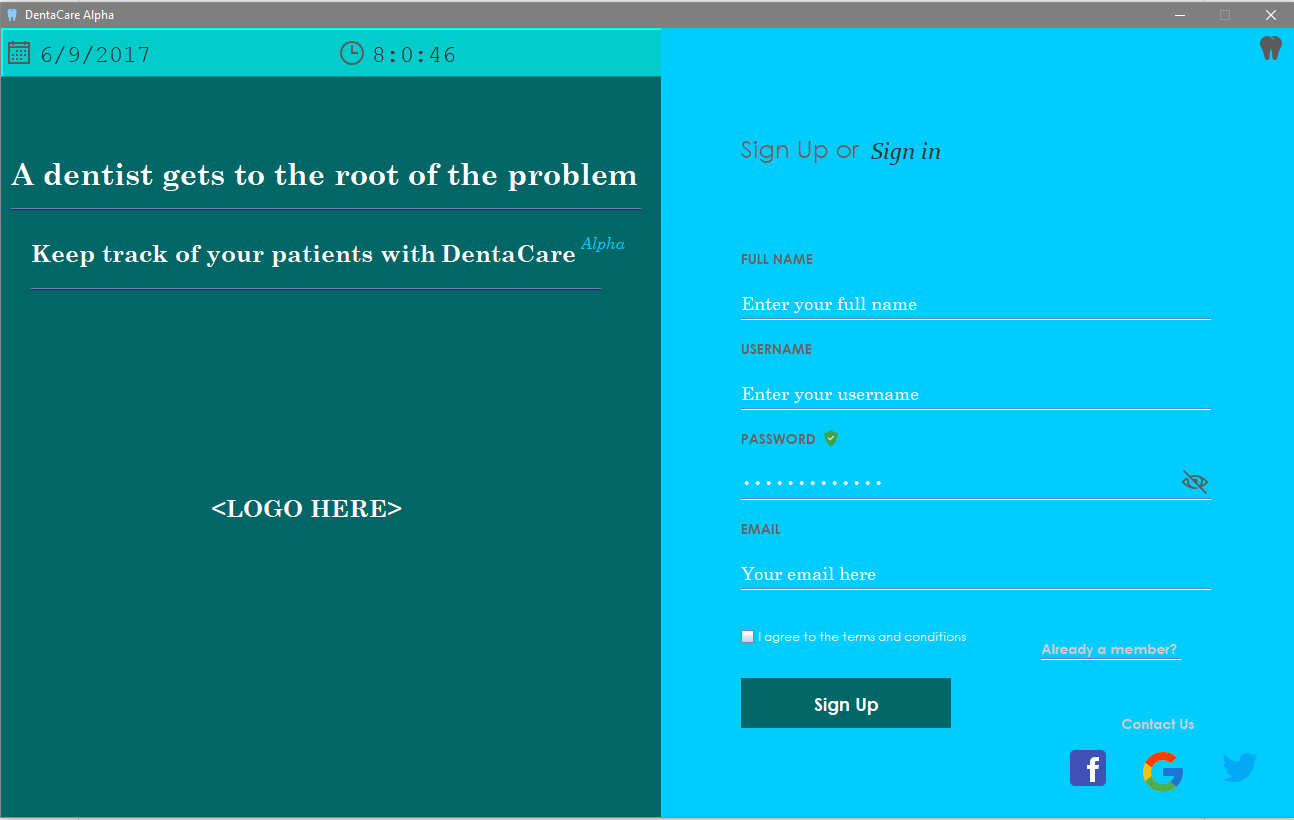 DentaCare Alpha
6/9/2017
8:0:46
A dentist gets to the root of the problem
Keep track of your patients with DentaCare Alpha
<LOGO HERE>
Sign Up or Sign in
FULL NAME
Enter your full name
USERNAME
Enter your username
PASSWORD
.............
EMAIL
Your email here
I agree to the terms and conditions
Already a member?
Sign Up
Contact Us